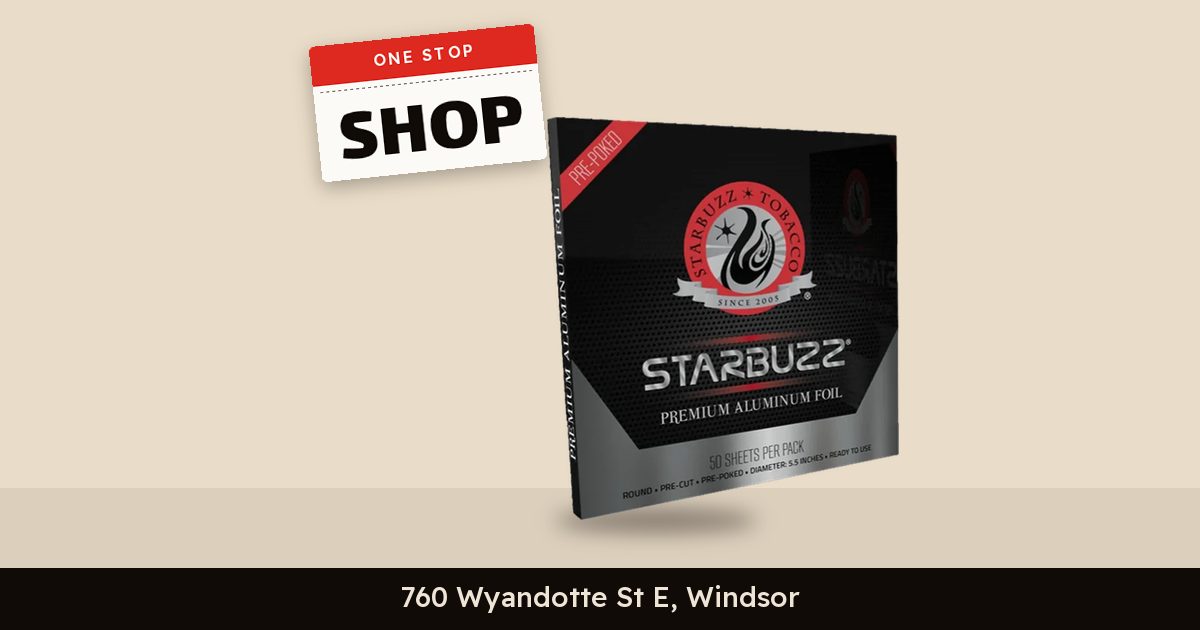 ONE STOP
SHOP
PRE-POKED
STARBUZZ ✶ TOBACCO
SINCE 2005
®
STARBUZZ®
PREMIUM ALUMINUM FOIL
50 SHEETS PER PACK
ROUND • PRE-CUT • PRE-POKED • DIAMETER: 5.5 INCHES • READY TO USE
PREMIUM ALUMINUM FOIL
STARBUZZ
760 Wyandotte St E, Windsor